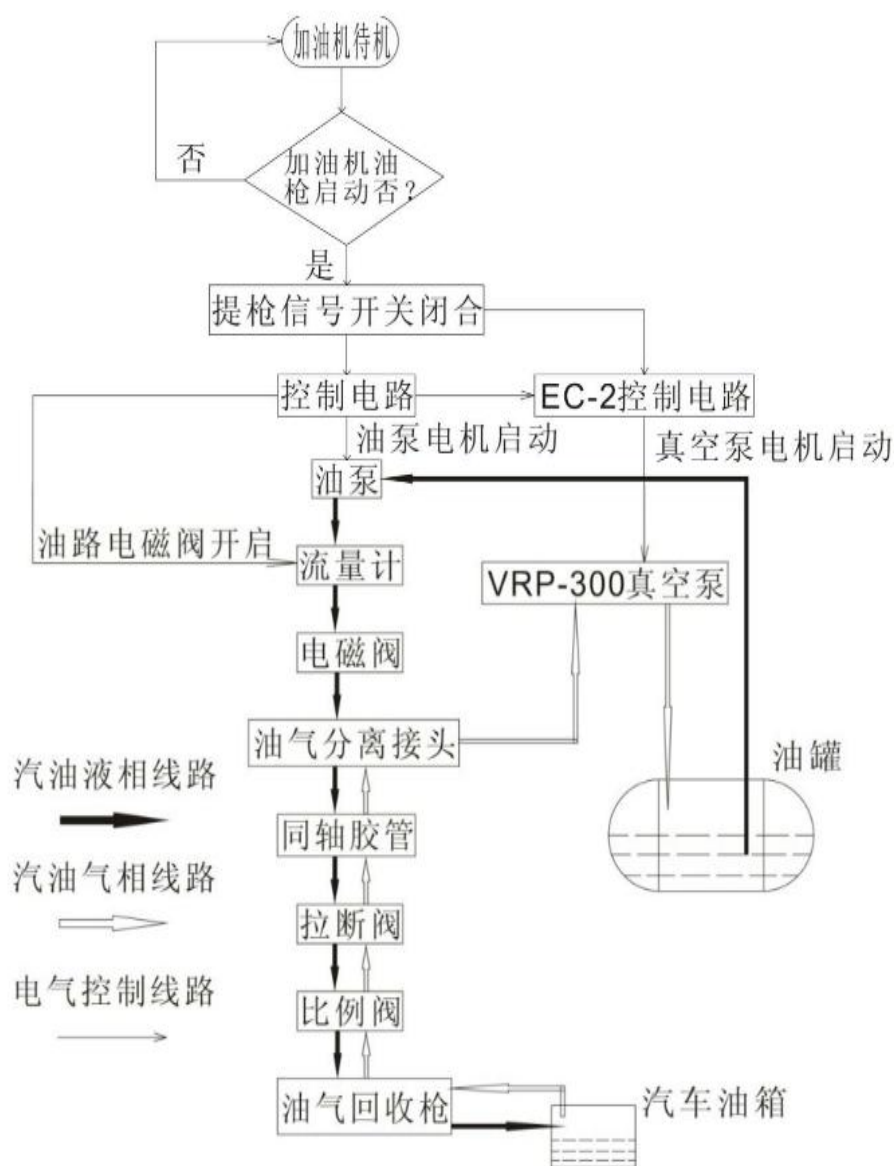 加油机待机
否
加油机油
枪启动否？
是
提枪信号开关闭合
控制电路
EC-2控制电路
油泵电机启动
真空泵电机启动
油泵
油路电磁阀开启
流量计
VRP-300真空泵
电磁阀
油气分离接头
油罐
汽油液相线路
同轴胶管
汽油气相线路
拉断阀
电气控制线路
比例阀
油气回收枪
汽车油箱